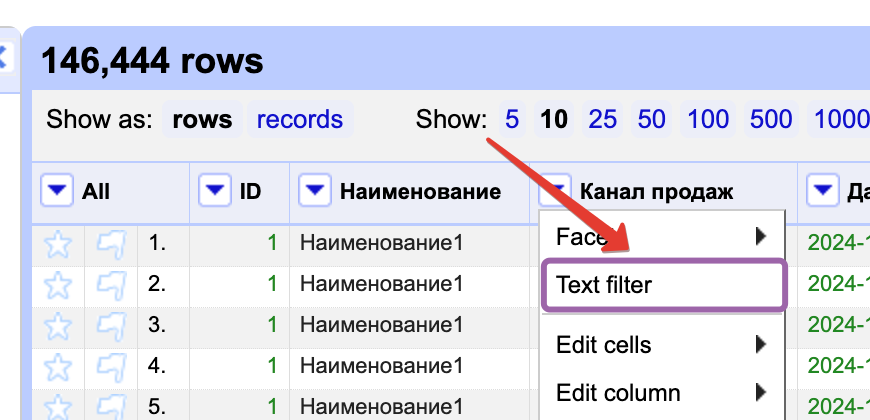 146,444 rows
Show as: rows records Show: 5 10 25 50 100 500 1000
All ID Наименование Канал продаж
1. 1 Наименование1 2024-1
Text filter
2. 1 Наименование1 2024-1
3. 1 Наименование1 2024-1
Edit cells
4. 1 Наименование1 2024-1
Edit column
5. 1 Наименование1 2024-1